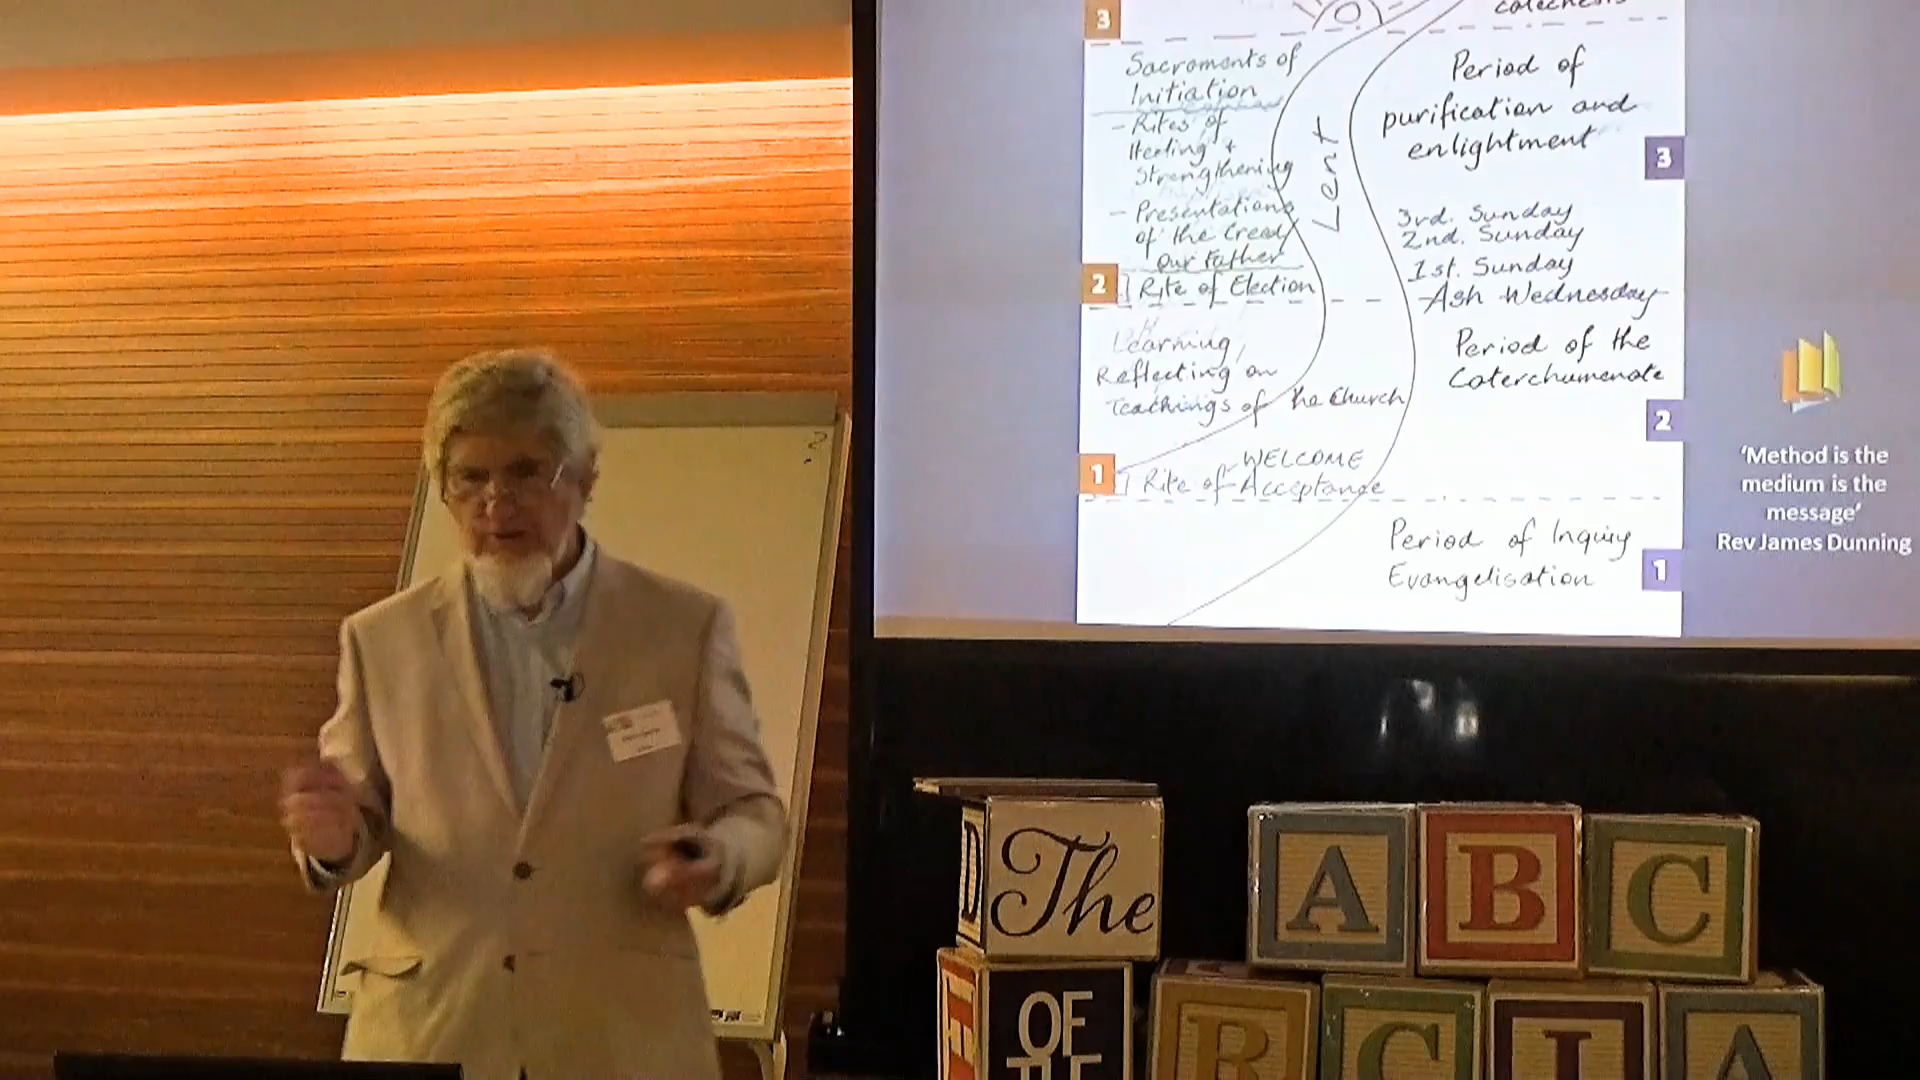 3
catechesis
Sacraments of
Initiation
- Rites of
Healing +
Strengthening
- Presentations
of the Creed/
Our Father
2
Rite of Election
Learning,
Reflecting on
Teachings of the Church
1
WELCOME
Rite of Acceptance
Lent
Period of
purification and
enlightment
3
3rd. Sunday
2nd. Sunday
1st. Sunday
Ash Wednesday
Period of the
Caterchumenate
2
Period of Inquiry
Evangelisation
1
'Method is the
medium is the
message'
Rev James Dunning
?
D
The
A B C
OF
R C I A